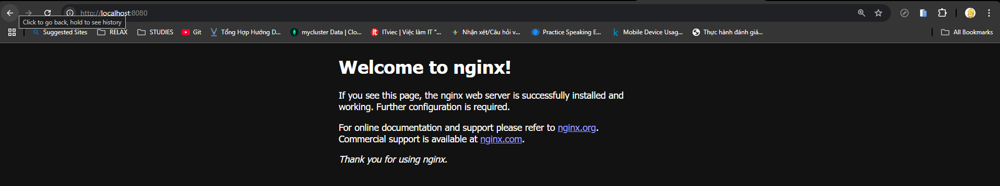 http://localhost:8080
Click to go back, hold to see history
Suggested Sites RELAX STUDIES Git Tổng Hợp Hướng D... mycluster Data | Clo... ITviec | Việc làm IT "... Nhận xét/Câu hỏi v... Practice Speaking E... Mobile Device Usag... Thực hành đánh giá... All Bookmarks
Welcome to nginx!
If you see this page, the nginx web server is successfully installed and
working. Further configuration is required.
For online documentation and support please refer to nginx.org.
Commercial support is available at nginx.com.
Thank you for using nginx.